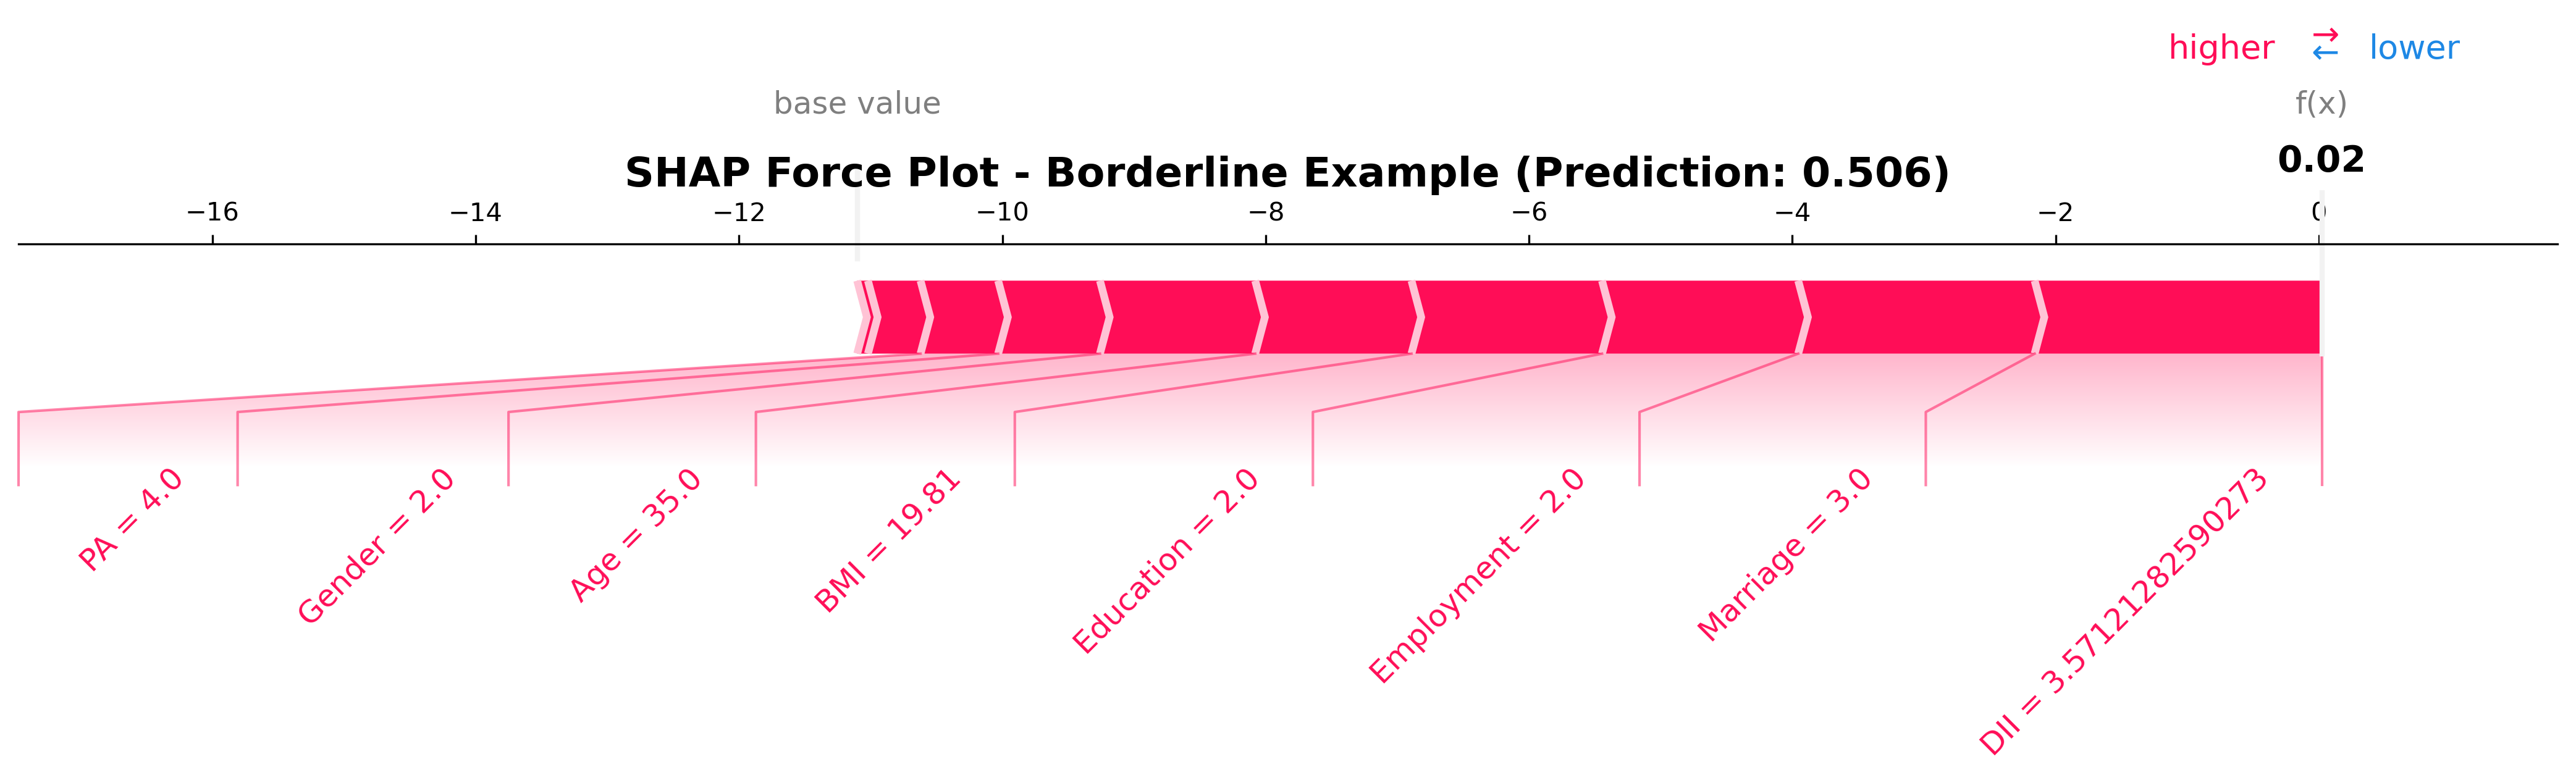 higher → lower
←
base value f(x)
SHAP Force Plot - Borderline Example (Prediction: 0.506) 0.02
−16 −14 −12 −10 −8 −6 −4 −2 0
PA = 4.0
Gender = 2.0
Age = 35.0
BMI = 19.81
Education = 2.0
Employment = 2.0
Marriage = 3.0
DII = 3.5712128259​0273